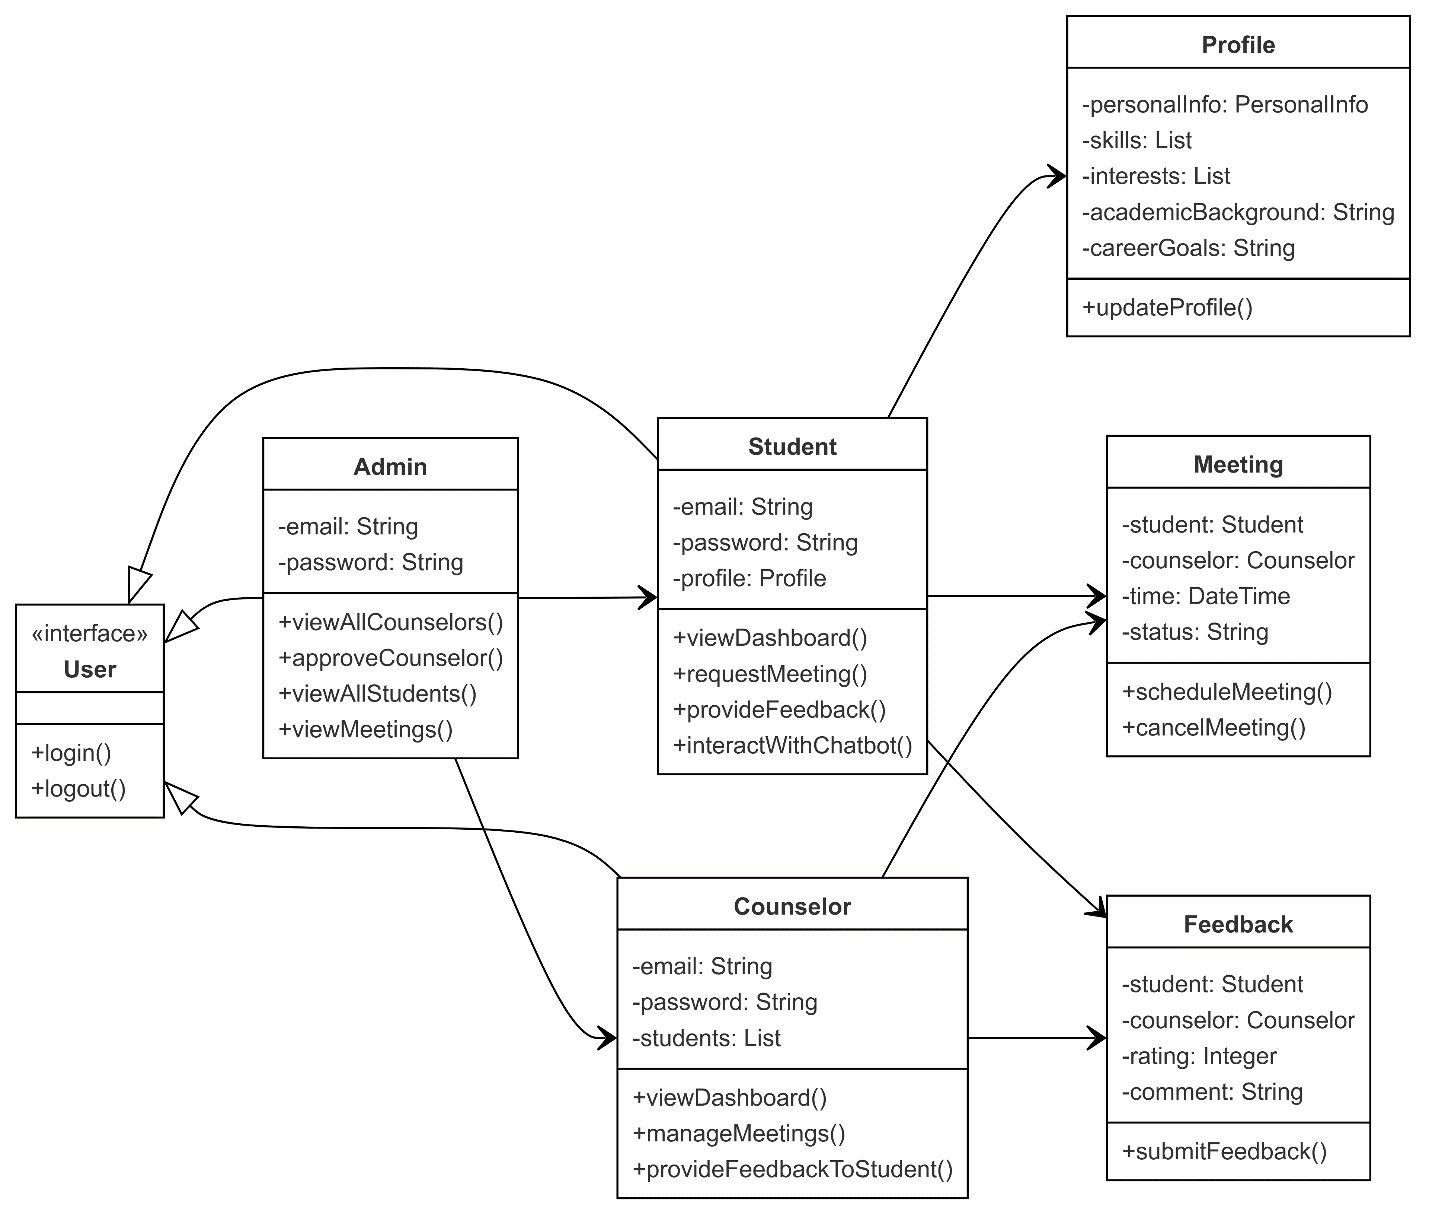 Profile
-personalInfo: PersonalInfo
-skills: List
-interests: List
-academicBackground: String
-careerGoals: String
+updateProfile()
Admin
-email: String
-password: String
+viewAllCounselors()
+approveCounselor()
+viewAllStudents()
+viewMeetings()
Student
-email: String
-password: String
-profile: Profile
+viewDashboard()
+requestMeeting()
+provideFeedback()
+interactWithChatbot()
Meeting
-student: Student
-counselor: Counselor
-time: DateTime
-status: String
+scheduleMeeting()
+cancelMeeting()
«interface»
User
+login()
+logout()
Counselor
-email: String
-password: String
-students: List
+viewDashboard()
+manageMeetings()
+provideFeedbackToStudent()
Feedback
-student: Student
-counselor: Counselor
-rating: Integer
-comment: String
+submitFeedback()